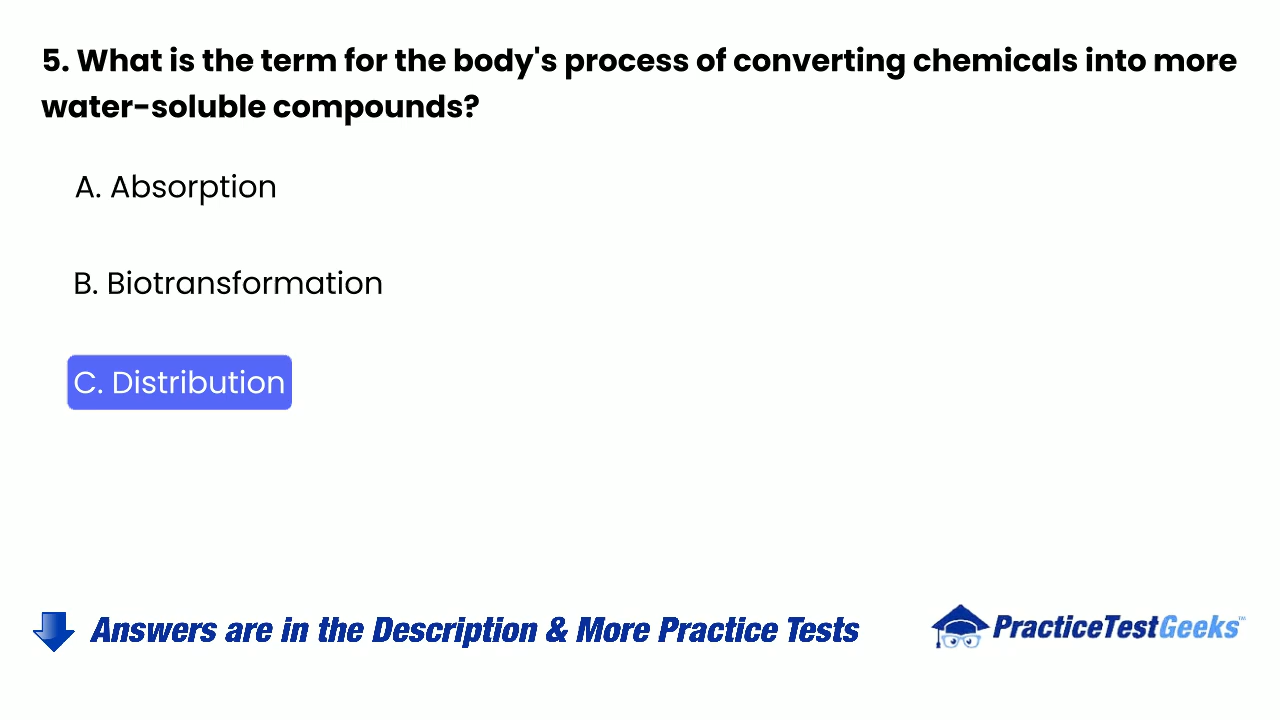 5. What is the term for the body's process of converting chemicals into more
water-soluble compounds?
A. Absorption
B. Biotransformation
C. Distribution
Answers are in the Description & More Practice Tests
PracticeTestGeeks™